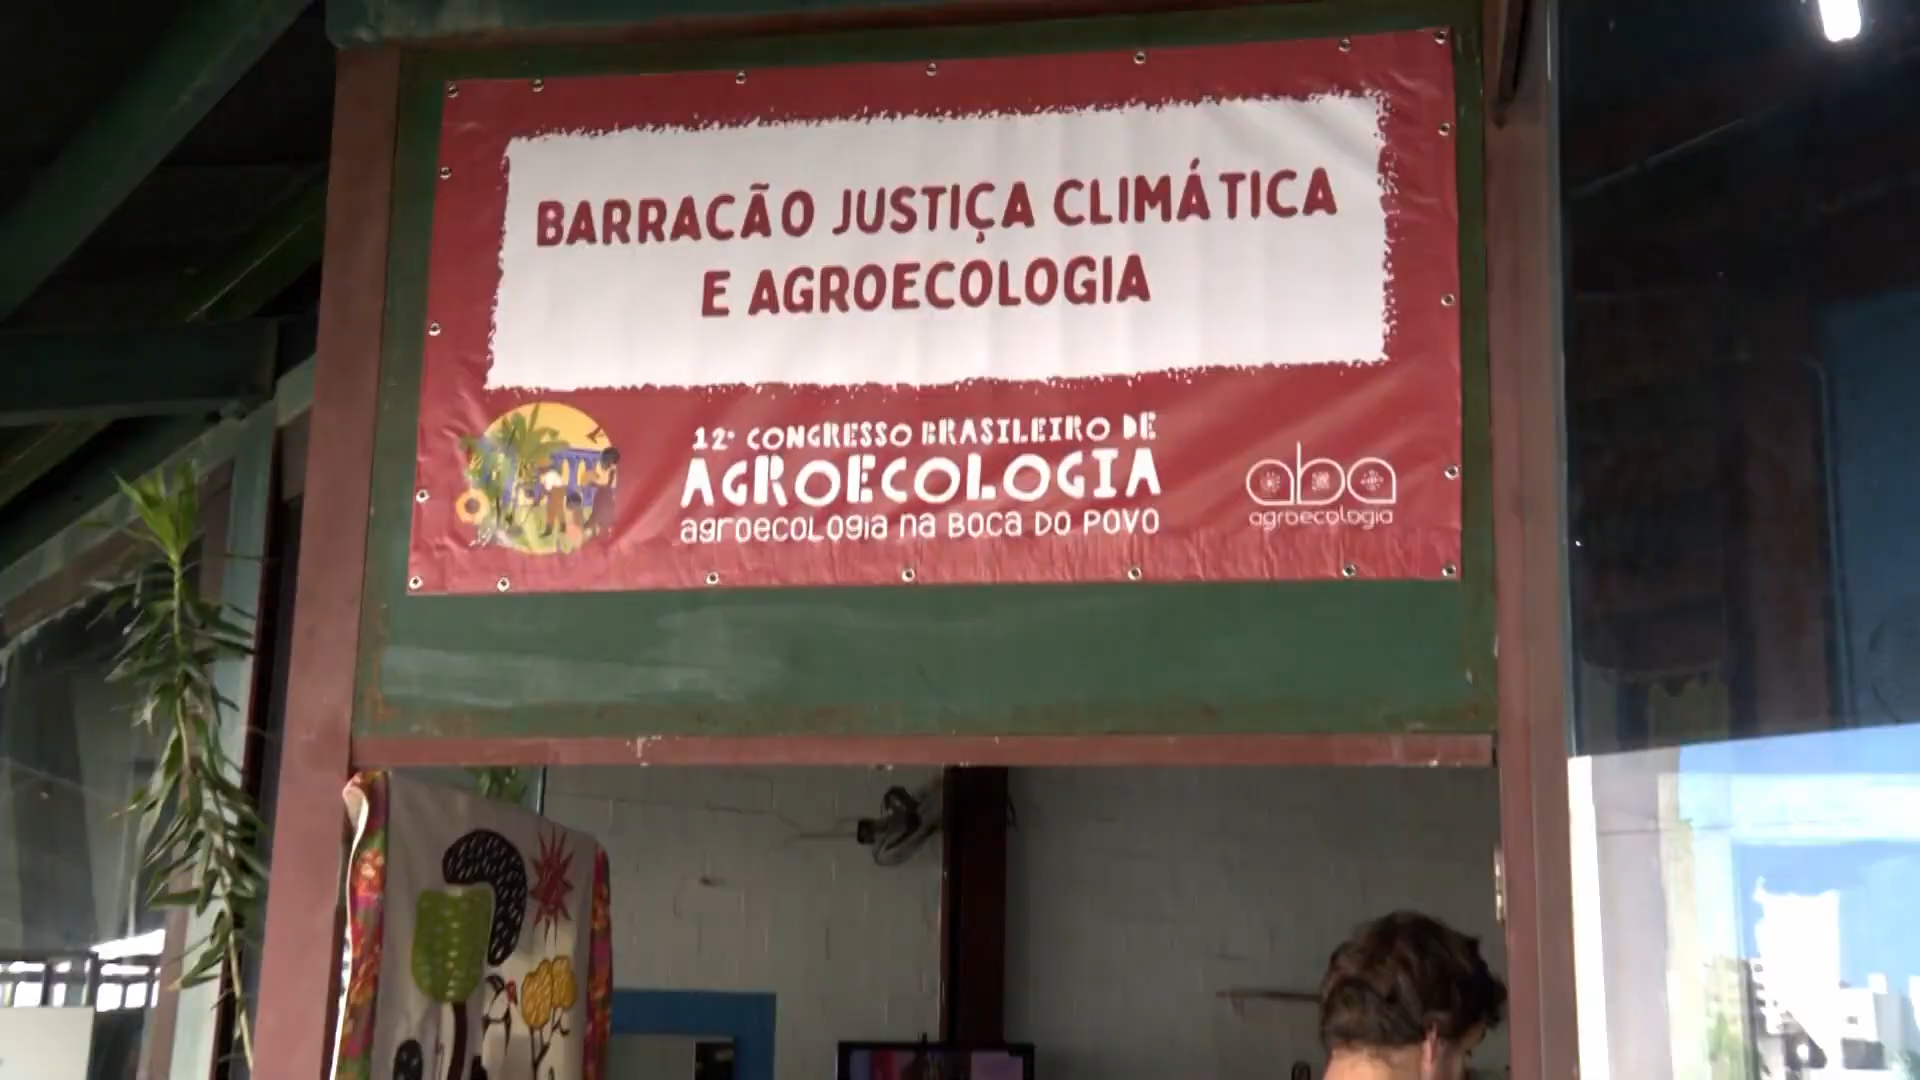 BARRACÃO JUSTIÇA CLIMÁTICA
E AGROECOLOGIA
12º CONGRESSO BRASILEIRO DE
AGROECOLOGIA
agroecologia na BOCA DO POVO
aba
agroecologia